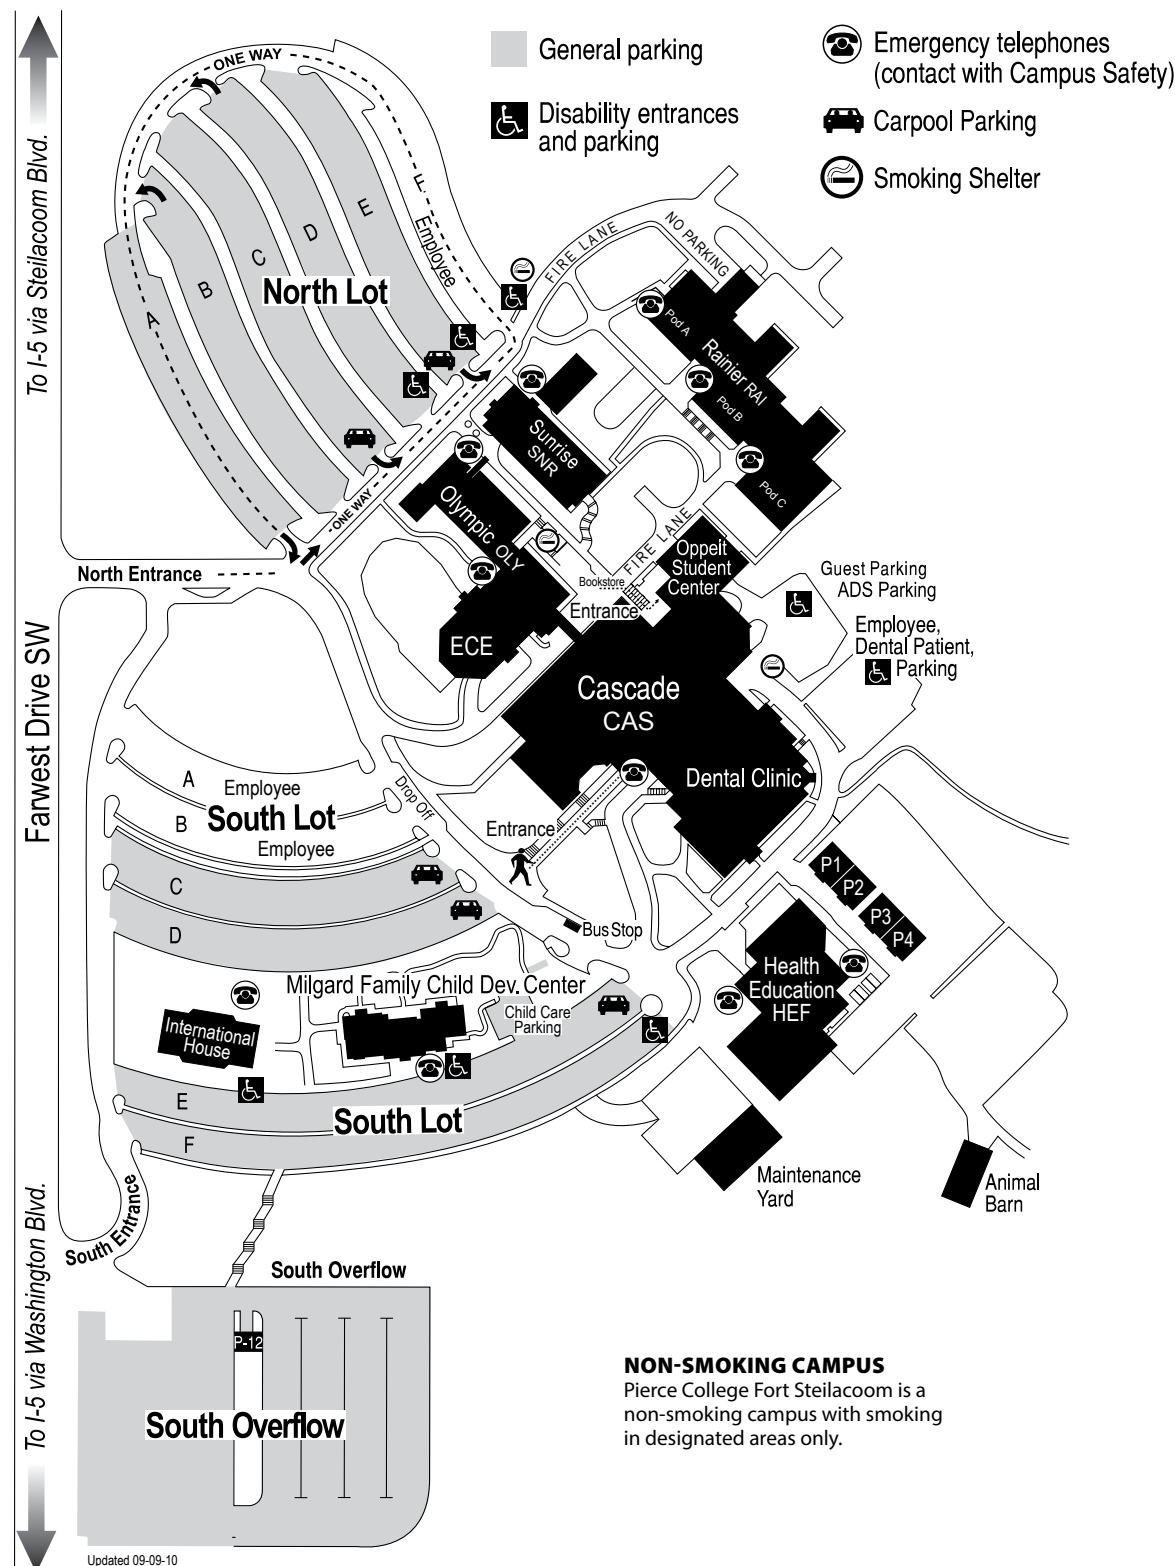 ONE WAY
General parking
Disability entrances
and parking
Emergency telephones
(contact with Campus Safety)
Carpool Parking
Smoking Shelter
To I-5 via Steilacoom Blvd.
A
B
C
D
E
F
Employee
North Lot
FIRE LANE
NO PARKING
Pod A
Rainier RAI
Pod B
Pod C
Sunrise
SNR
Olympic OLY
ONE WAY
North Entrance
FIRE LANE
Oppelt
Student
Center
Bookstore
Entrance
Guest Parking
ADS Parking
Employee,
Dental Patient,
Parking
ECE
Cascade
CAS
Dental Clinic
Farwest Drive SW
A
Employee
South Lot
B
Employee
C
D
Drop Off
Entrance
Bus Stop
P1
P2
P3
P4
Health
Education
HEF
Milgard Family Child Dev. Center
Child Care
Parking
International
House
E
South Lot
F
Maintenance
Yard
Animal
Barn
South Entrance
To I-5 via Washington Blvd.
South Overflow
P-12
South Overflow
NON-SMOKING CAMPUS
Pierce College Fort Steilacoom is a
non-smoking campus with smoking
in designated areas only.
Updated 09-09-10